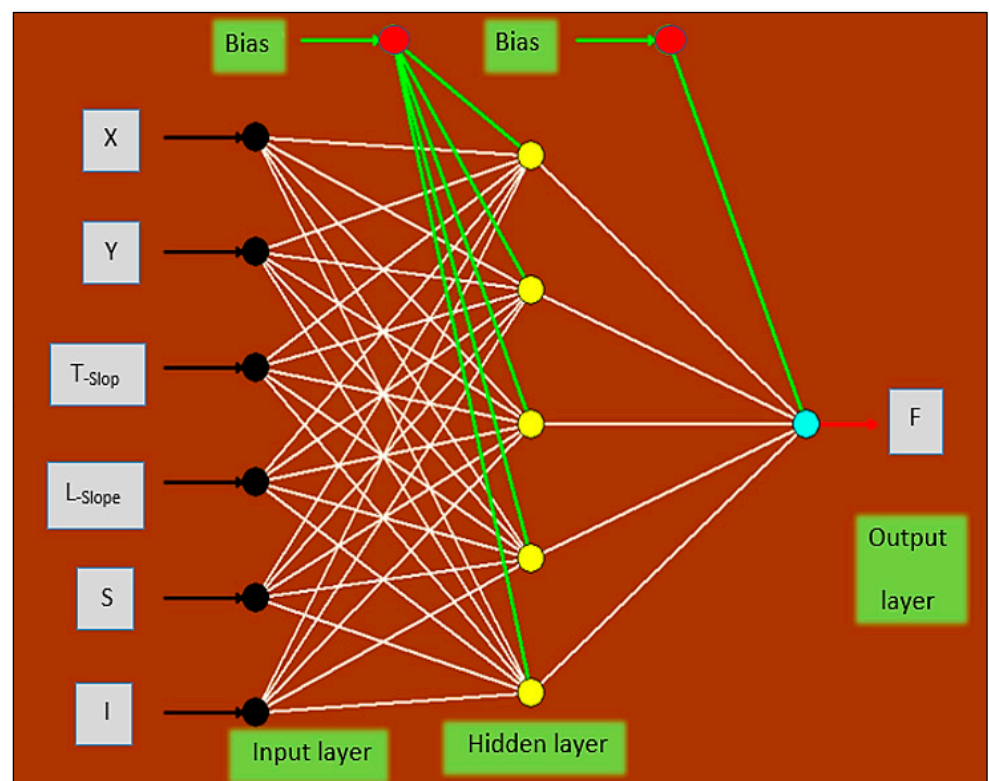 Bias
Bias
X
Y
T-Slop
L-Slope
S
I
F
Output
layer
Input layer
Hidden layer